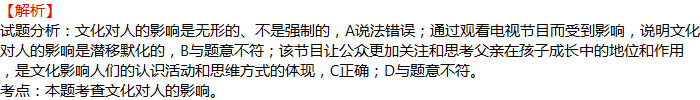 【解析】
试题分析：文化对人的影响是无形的、不是强制的，A说法错误；通过观看电视节目而受到影响，说明文化
对人的影响是潜移默化的，B与题意不符；该节目让公众更加关注和思考父亲在孩子成长中的地位和作用
，是文化影响人们的认识活动和思维方式的体现，C正确；D与题意不符。
考点：本题考查文化对人的影响。